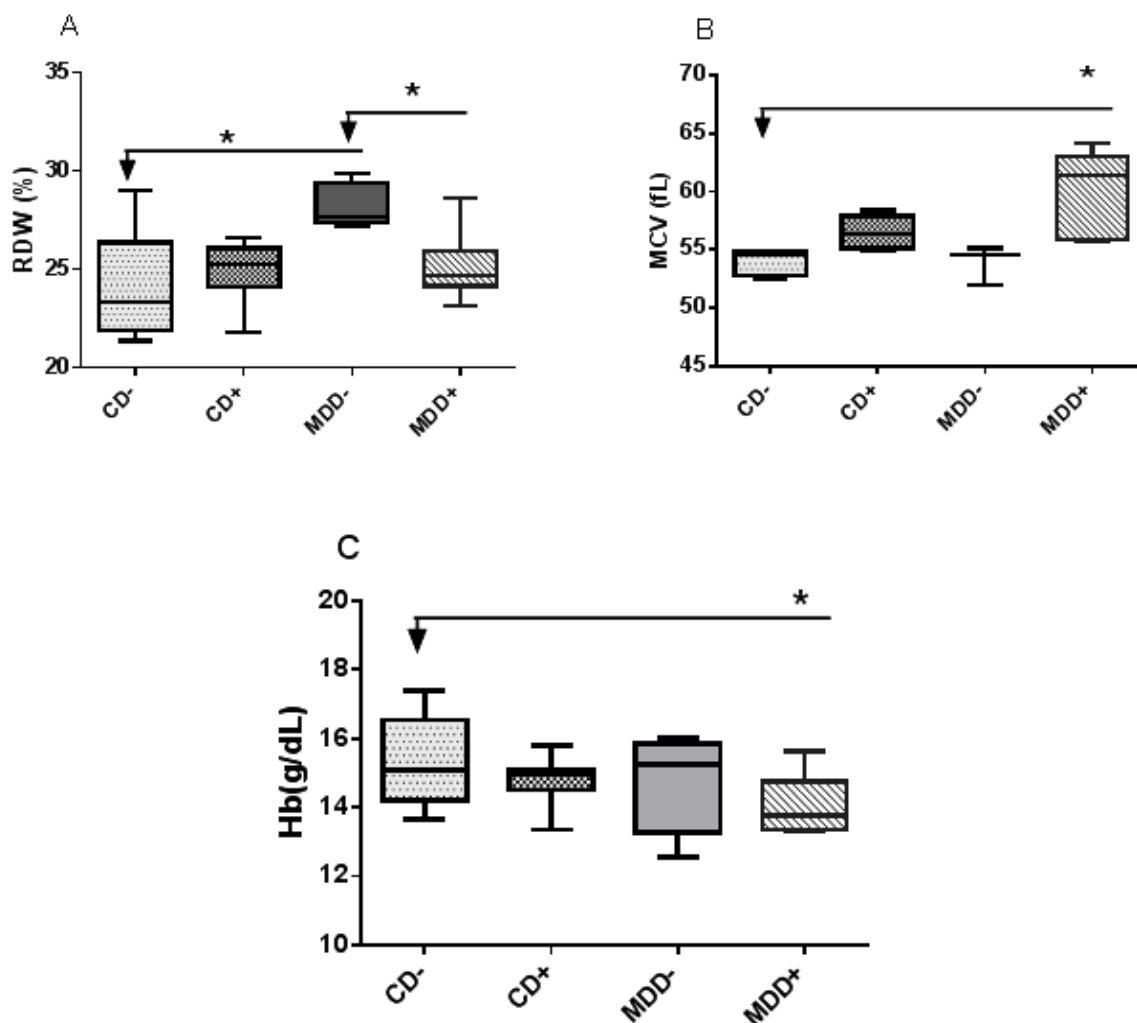 A
RDW (%)
35
30
25
20
*
*
CD-
CD+
MDD-
MDD+
B
MCV (fL)
70
65
60
55
50
45
*
CD-
CD+
MDD-
MDD+
C
Hb(g/dL)
20
18
16
14
12
10
*
CD-
CD+
MDD-
MDD+